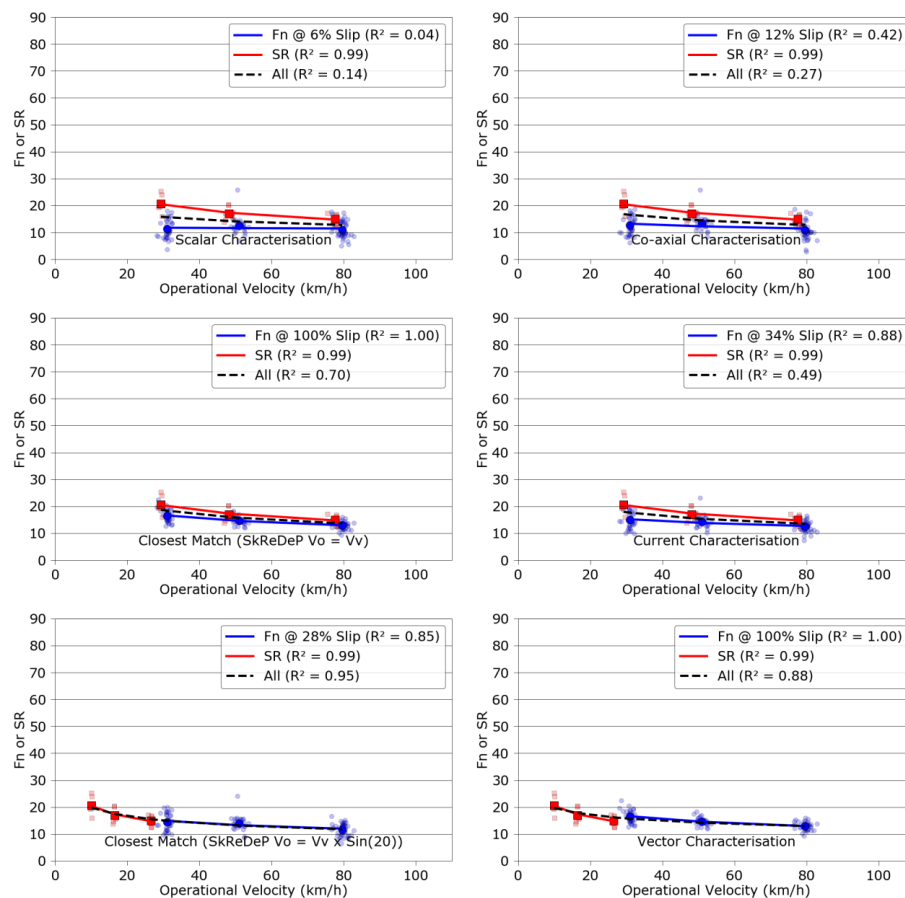 90
80
70
60
50
40
30
20
10
0
Fn or SR
Fn @ 6% Slip (R² = 0.04)
SR (R² = 0.99)
All (R² = 0.14)
Scalar Characterisation
0 20 40 60 80 100
Operational Velocity (km/h)
90
80
70
60
50
40
30
20
10
0
Fn or SR
Fn @ 12% Slip (R² = 0.42)
SR (R² = 0.99)
All (R² = 0.27)
Co-axial Characterisation
0 20 40 60 80 100
Operational Velocity (km/h)
90
80
70
60
50
40
30
20
10
0
Fn or SR
Fn @ 100% Slip (R² = 1.00)
SR (R² = 0.99)
All (R² = 0.70)
Closest Match (SkReDeP Vo = Vv)
0 20 40 60 80 100
Operational Velocity (km/h)
90
80
70
60
50
40
30
20
10
0
Fn or SR
Fn @ 34% Slip (R² = 0.88)
SR (R² = 0.99)
All (R² = 0.49)
Current Characterisation
0 20 40 60 80 100
Operational Velocity (km/h)
90
80
70
60
50
40
30
20
10
0
Fn or SR
Fn @ 28% Slip (R² = 0.85)
SR (R² = 0.99)
All (R² = 0.95)
Closest Match (SkReDeP Vo = Vv x Sin(20))
0 20 40 60 80 100
Operational Velocity (km/h)
90
80
70
60
50
40
30
20
10
0
Fn or SR
Fn @ 100% Slip (R² = 1.00)
SR (R² = 0.99)
All (R² = 0.88)
Vector Characterisation
0 20 40 60 80 100
Operational Velocity (km/h)